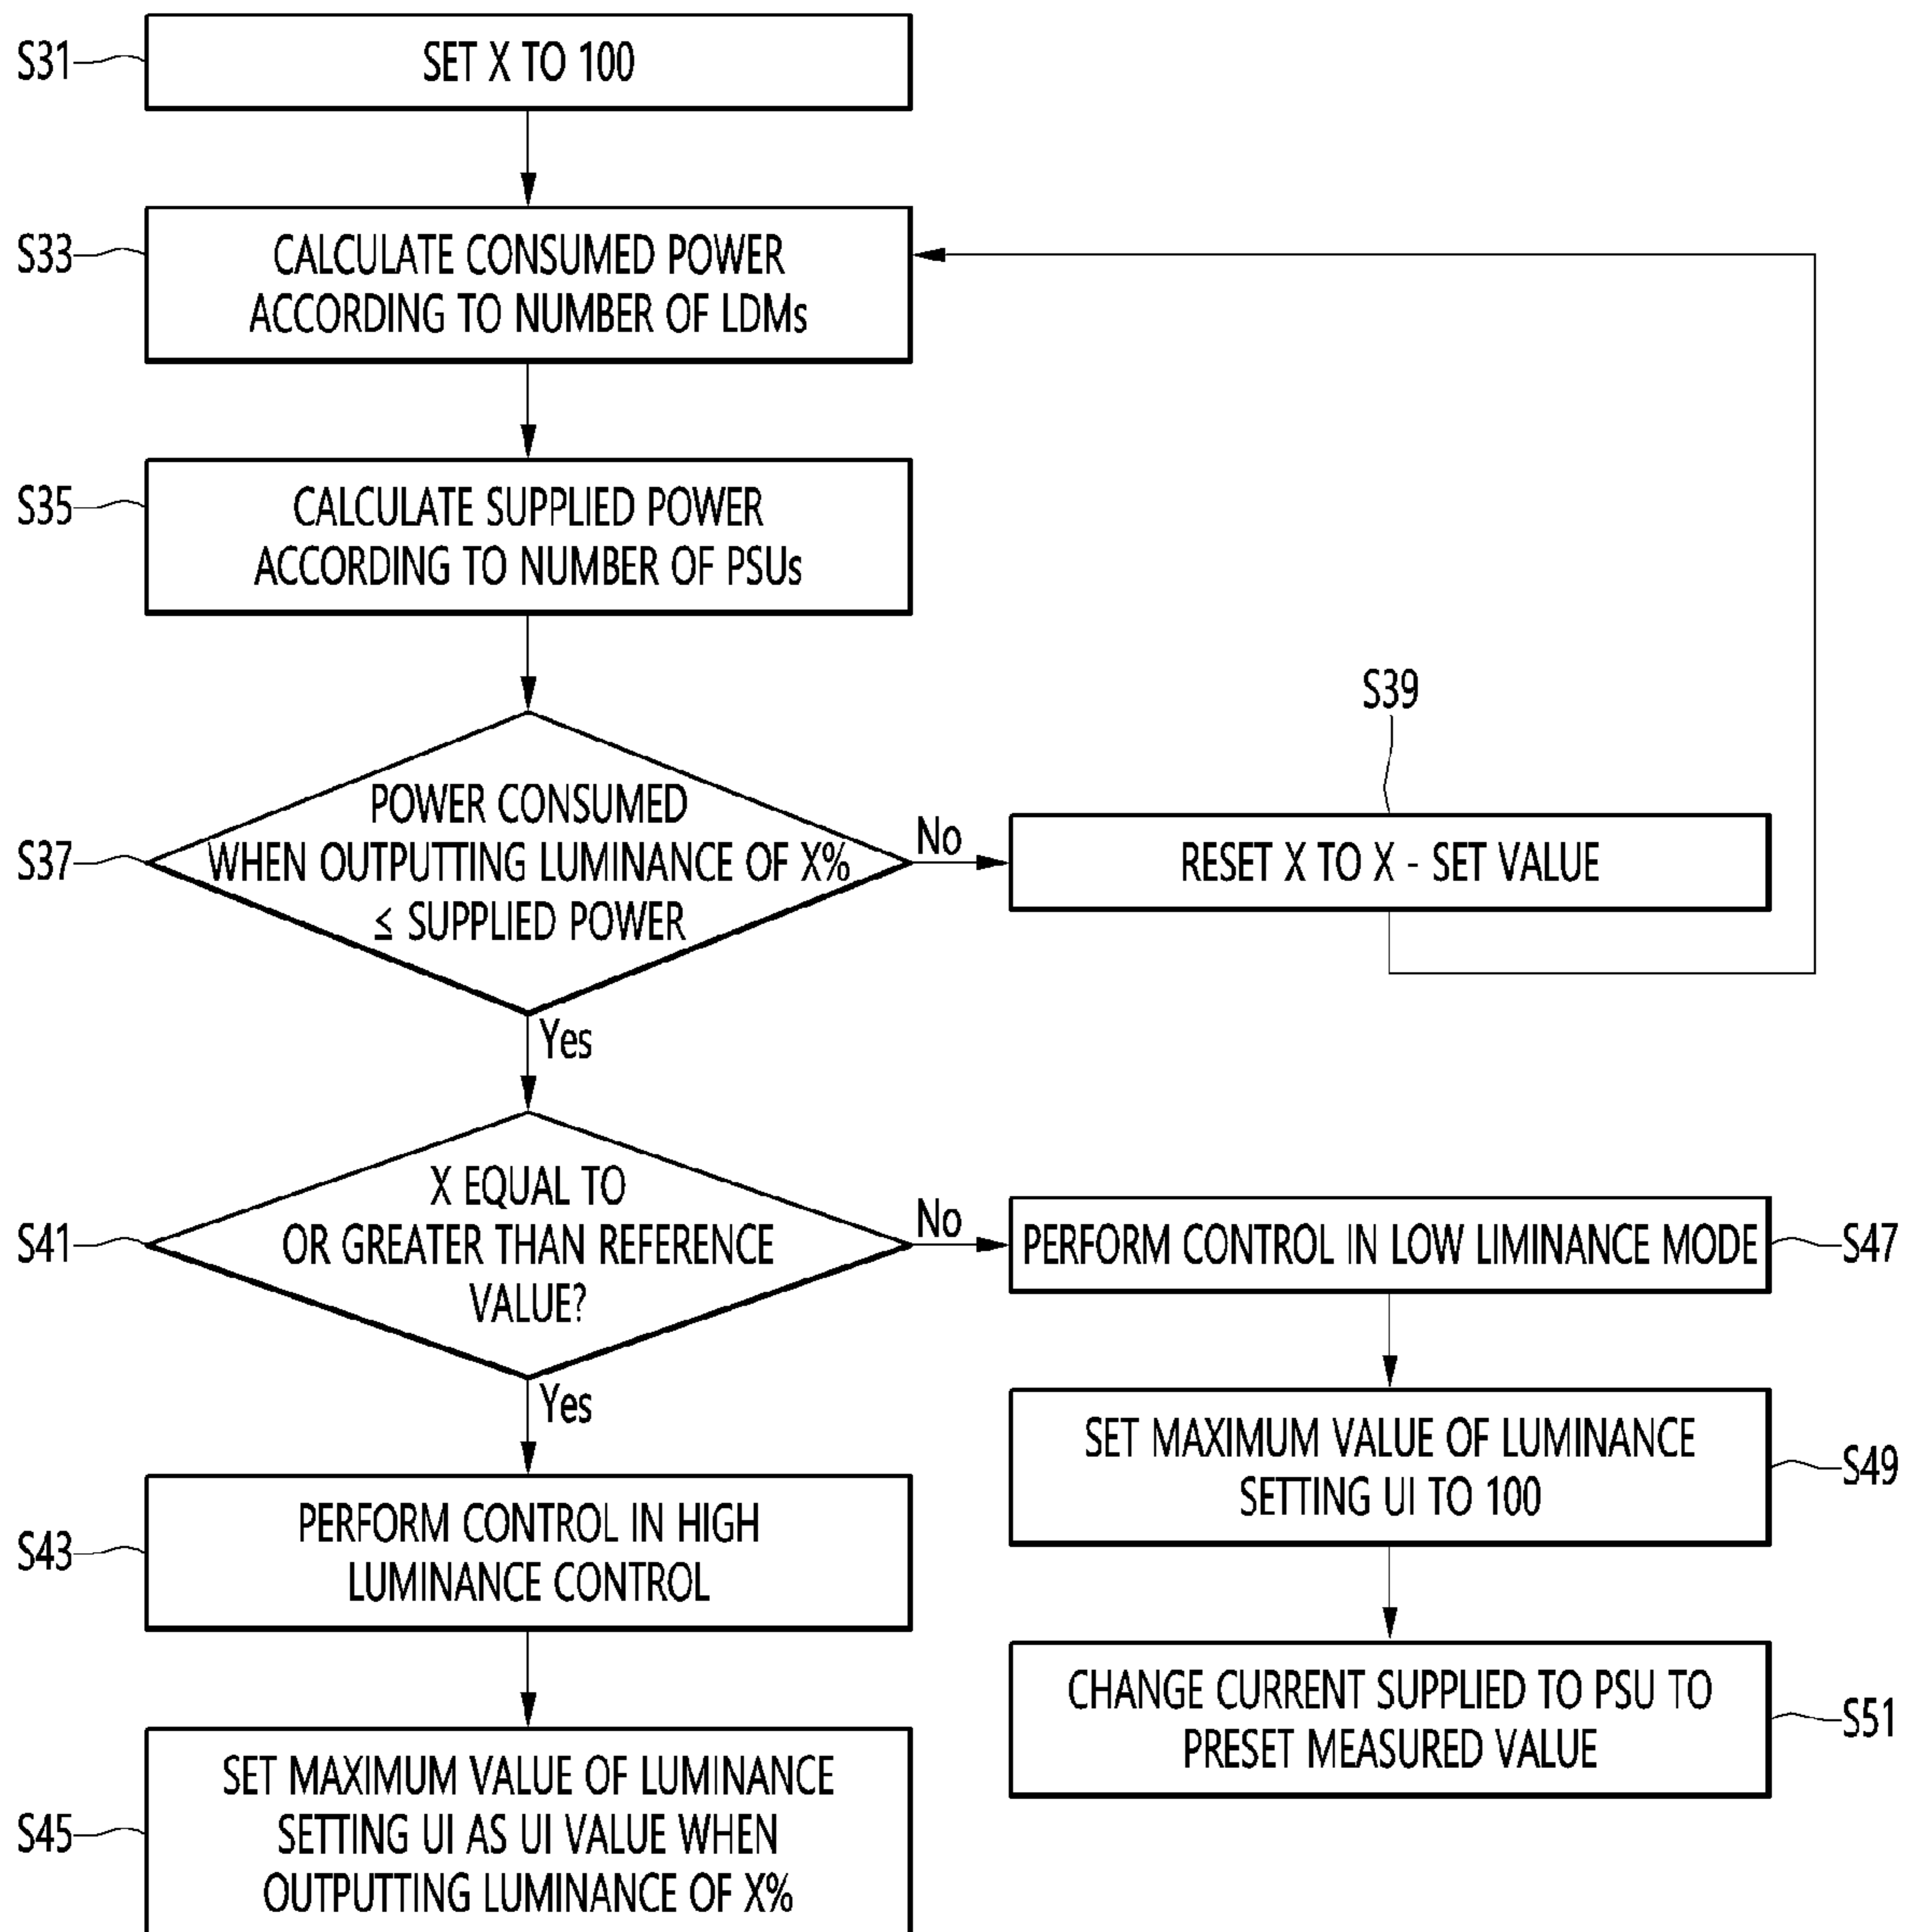 S31
SET X TO 100
S33
CALCULATE CONSUMED POWER
ACCORDING TO NUMBER OF LDMs
S35
CALCULATE SUPPLIED POWER
ACCORDING TO NUMBER OF PSUs
S37
POWER CONSUMED
WHEN OUTPUTTING LUMINANCE OF X%
≤ SUPPLIED POWER
No
S39
RESET X TO X - SET VALUE
Yes
S41
X EQUAL TO
OR GREATER THAN REFERENCE
VALUE?
No
PERFORM CONTROL IN LOW LIMINANCE MODE
S47
Yes
SET MAXIMUM VALUE OF LUMINANCE
SETTING UI TO 100
S49
S43
PERFORM CONTROL IN HIGH
LUMINANCE CONTROL
CHANGE CURRENT SUPPLIED TO PSU TO
PRESET MEASURED VALUE
S51
S45
SET MAXIMUM VALUE OF LUMINANCE
SETTING UI AS UI VALUE WHEN
OUTPUTTING LUMINANCE OF X%